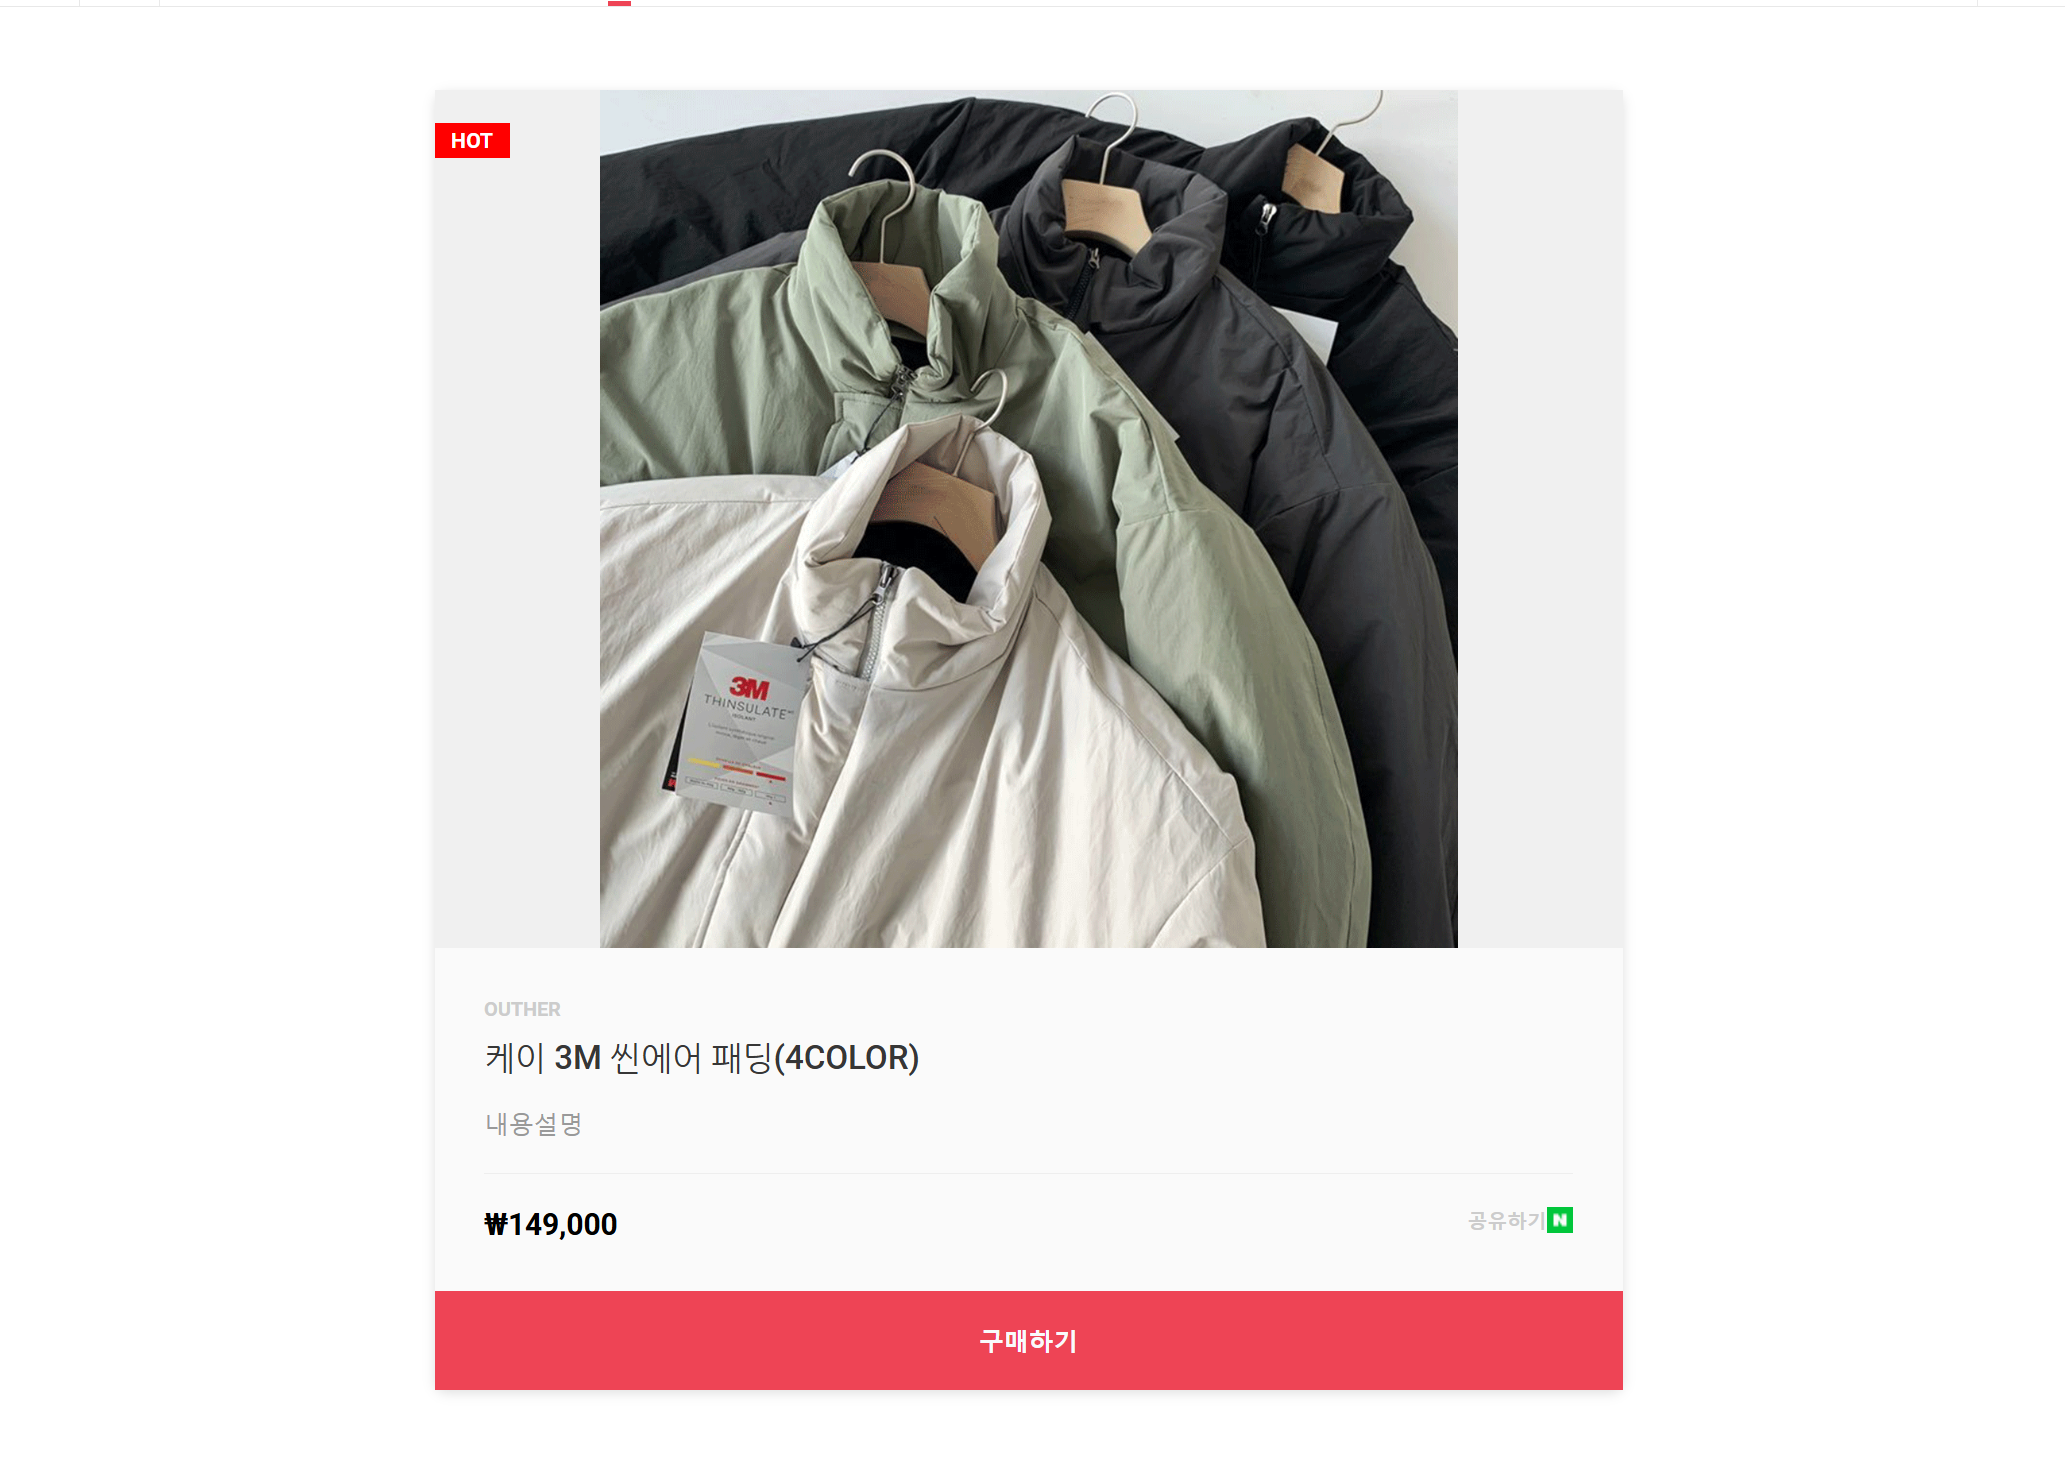 HOT
3M
THINSULATE
ISOLANT
OUTHER
케이 3M 씬에어 패딩(4COLOR)
내용설명
₩149,000
공유하기 N
구매하기